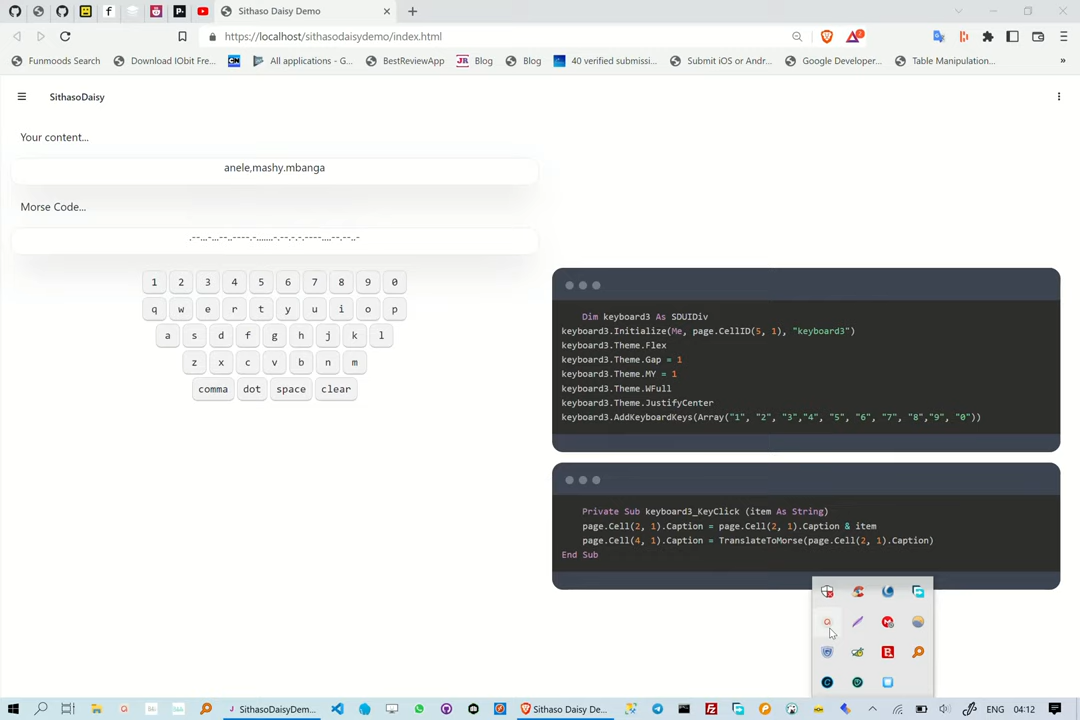 Sithaso Daisy Demo
https://localhost/sithasodaisydemo/index.html
Funmoods Search
Download IObit Fre...
All applications - G...
BestReviewApp
JR Blog
Blog
40 verified submissi...
Submit iOS or Andr...
Google Developer...
Table Manipulation...
SithasoDaisy
Your content...
anele,mashy.mbanga
Morse Code...
1 2 3 4 5 6 7 8 9 0
q w e r t y u i o p
a s d f g h j k l
z x c v b n m
comma dot space clear
Dim keyboard3 As SDUIDiv
keyboard3.Initialize(Me, page.CellID(5, 1), "keyboard3")
keyboard3.Theme.Flex
keyboard3.Theme.Gap = 1
keyboard3.Theme.MY = 1
keyboard3.Theme.WFull
keyboard3.Theme.JustifyCenter
keyboard3.AddKeyboardKeys(Array("1", "2", "3","4", "5", "6", "7", "8","9", "0"))
Private Sub keyboard3_KeyClick (item As String)
page.Cell(2, 1).Caption = page.Cell(2, 1).Caption & item
page.Cell(4, 1).Caption = TranslateToMorse(page.Cell(2, 1).Caption)
End Sub
SithasoDaisyDem...
Sithaso Daisy De...
ENG
04:12